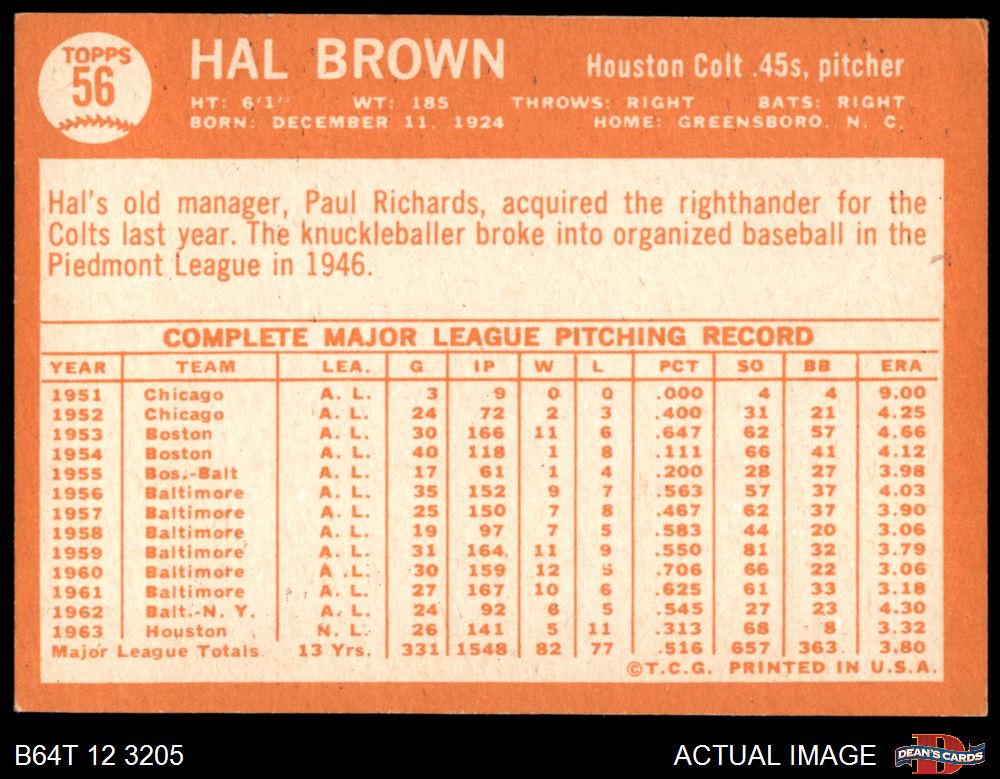 TOPPS
56
HAL BROWN
Houston Colt .45s, pitcher
HT: 6'1" WT: 185 THROWS: RIGHT BATS: RIGHT
BORN: DECEMBER 11, 1924 HOME: GREENSBORO, N. C.
Hal's old manager, Paul Richards, acquired the righthander for the
Colts last year. The knuckleballer broke into organized baseball in the
Piedmont League in 1946.
COMPLETE MAJOR LEAGUE PITCHING RECORD
YEAR TEAM LEA. G IP W L PCT SO BB ERA
1951 Chicago A. L. 3 9 0 0 .000 4 4 9.00
1952 Chicago A. L. 24 72 2 3 .400 31 21 4.25
1953 Boston A. L. 30 166 11 6 .647 62 57 4.66
1954 Boston A. L. 40 118 1 8 .111 66 41 4.12
1955 Bos.-Balt A. L. 17 61 1 4 .200 28 27 3.98
1956 Baltimore A. L. 35 152 9 7 .563 57 37 4.03
1957 Baltimore A. L. 25 150 7 8 .467 62 37 3.90
1958 Baltimore A. L. 19 97 7 5 .583 44 20 3.06
1959 Baltimore A. L. 31 164 11 9 .550 81 32 3.79
1960 Baltimore A. L. 30 159 12 5 .706 66 22 3.06
1961 Baltimore A. L. 27 167 10 6 .625 61 33 3.18
1962 Balt.-N. Y. A. L. 24 92 6 5 .545 27 23 4.30
1963 Houston N. L. 26 141 5 11 .313 68 8 3.32
Major League Totals 13 Yrs. 331 1548 82 77 .516 657 363 3.80
©T.C.G. PRINTED IN U.S.A.
B64T 12 3205
ACTUAL IMAGE
DEAN'S CARDS